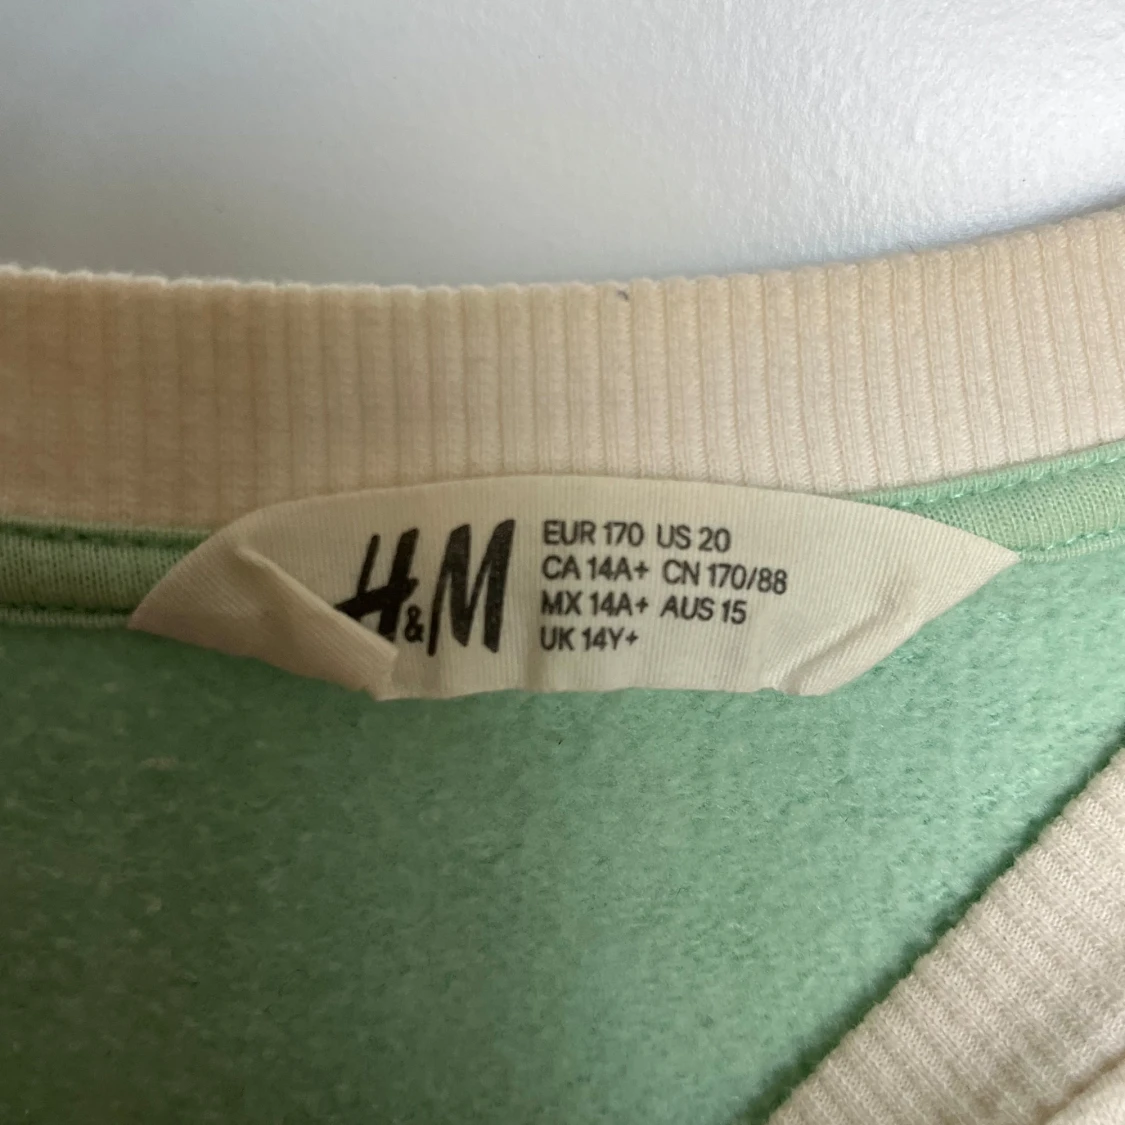 H&M
EUR 170 US 20
CA 14A+ CN 170/88
MX 14A+ AUS 15
UK 14Y+